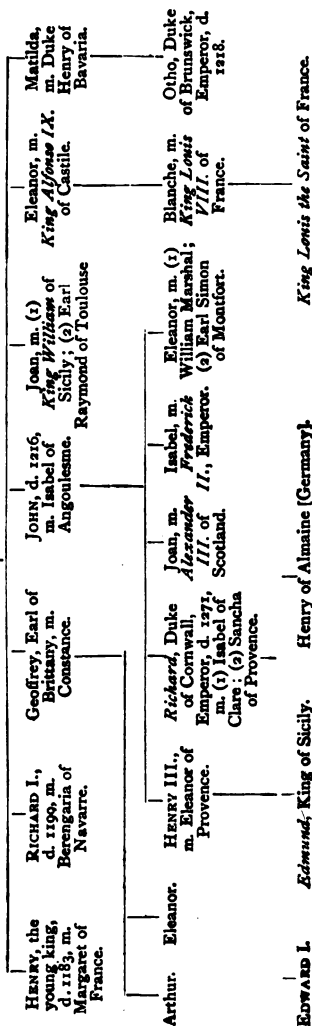 HENRY, the
young king,
d. 1183, m.
Margaret of
France.
RICHARD I.,
d. 1190, m.
Berengaria of
Navarre.
Geoffrey, Earl of
Brittany, m.
Constance.
JOHN, d. 1216,
m. Isabel of
Angoulesme.
Joan, m. (1)
King William of
Sicily; (2) Earl
Raymond of Toulouse
Eleanor, m.
King Alfonso IX.
of Castile.
Matilda,
m. Duke
Henry of
Bavaria.
Arthur.
Eleanor.
HENRY III.,
m. Eleanor of
Provence.
Richard, Duke
of Cornwall,
Emperor, d. 1271,
m. (1) Isabel of
Clare; (2) Sancha
of Provence.
Joan, m.
Alexander
III. of
Scotland.
Isabel, m.
Frederick
II., Emperor.
Eleanor, m. (1)
William Marshal;
(2) Earl Simon
of Montfort.
Blanche, m.
King Louis
VIII. of
France.
Otho, Duke
of Brunswick,
Emperor, d.
1218.
EDWARD I.
Edmund, King of Sicily.
Henry of Almaine [Germany].
King Louis the Saint of France.